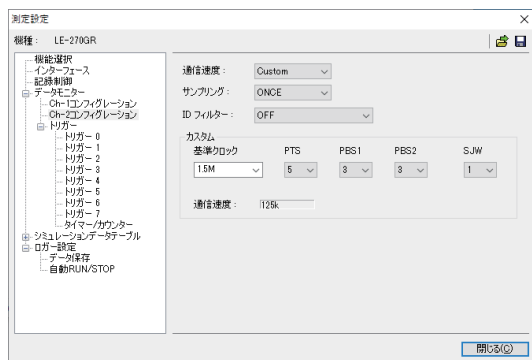 測定設定
機種： LE-270GR
機能選択
インターフェース
記録制御
データモニター
Ch-1コンフィグレーション
Ch-2コンフィグレーション
トリガー
トリガー 0
トリガー 1
トリガー 2
トリガー 3
トリガー 4
トリガー 5
トリガー 6
トリガー 7
タイマー/カウンター
シミュレーションデータテーブル
ロガー設定
データ保存
自動RUN/STOP
通信速度： Custom
サンプリング： ONCE
ID フィルター： OFF
カスタム
基準クロック PTS PBS1 PBS2 SJW
1.5M 5 3 3 1
通信速度： 125k
閉じる(C)